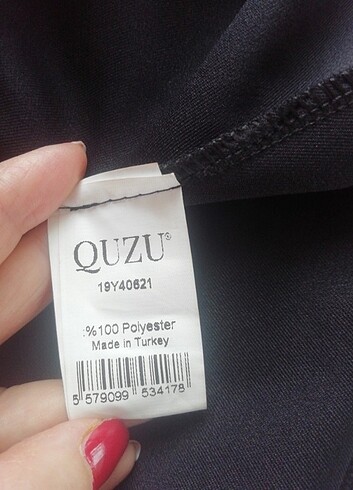 QUZU®
19Y40621
:%100 Polyester
Made in Turkey
5 579099 534178